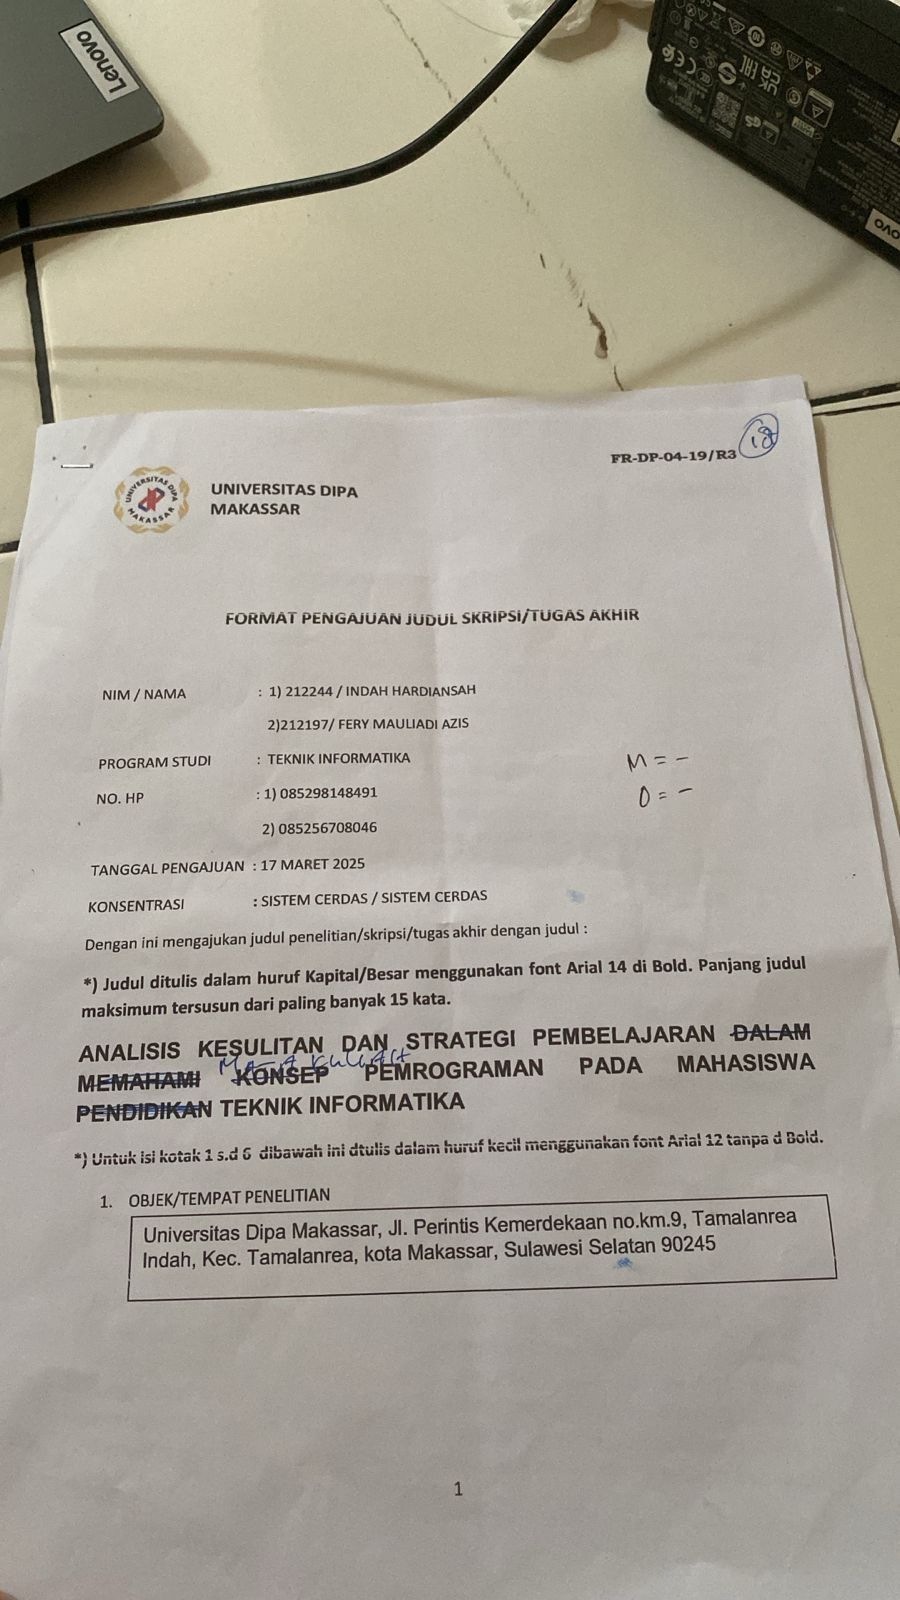 Lenovo
FR-DP-04-19/R3
18
UNIVERSITAS DIPA
MAKASSAR
UNIVERSITAS DIPA
MAKASSAR
FORMAT PENGAJUAN JUDUL SKRIPSI/TUGAS AKHIR
NIM / NAMA : 1) 212244 / INDAH HARDIANSAH
2)212197/ FERY MAULIADI AZIS
PROGRAM STUDI : TEKNIK INFORMATIKA
M = -
NO. HP : 1) 085298148491
O = -
2) 085256708046
TANGGAL PENGAJUAN : 17 MARET 2025
KONSENTRASI : SISTEM CERDAS / SISTEM CERDAS
Dengan ini mengajukan judul penelitian/skripsi/tugas akhir dengan judul :
*) Judul ditulis dalam huruf Kapital/Besar menggunakan font Arial 14 di Bold. Panjang judul
maksimum tersusun dari paling banyak 15 kata.
ANALISIS KESULITAN DAN STRATEGI PEMBELAJARAN DALAM
MATA KULIAH
MEMAHAMI KONSEP PEMROGRAMAN PADA MAHASISWA
PENDIDIKAN TEKNIK INFORMATIKA
*) Untuk isi kotak 1 s.d 6 dibawah ini dtulis dalam huruf kecil menggunakan font Arial 12 tanpa d Bold.
1. OBJEK/TEMPAT PENELITIAN
Universitas Dipa Makassar, Jl. Perintis Kemerdekaan no.km.9, Tamalanrea
Indah, Kec. Tamalanrea, kota Makassar, Sulawesi Selatan 90245
1